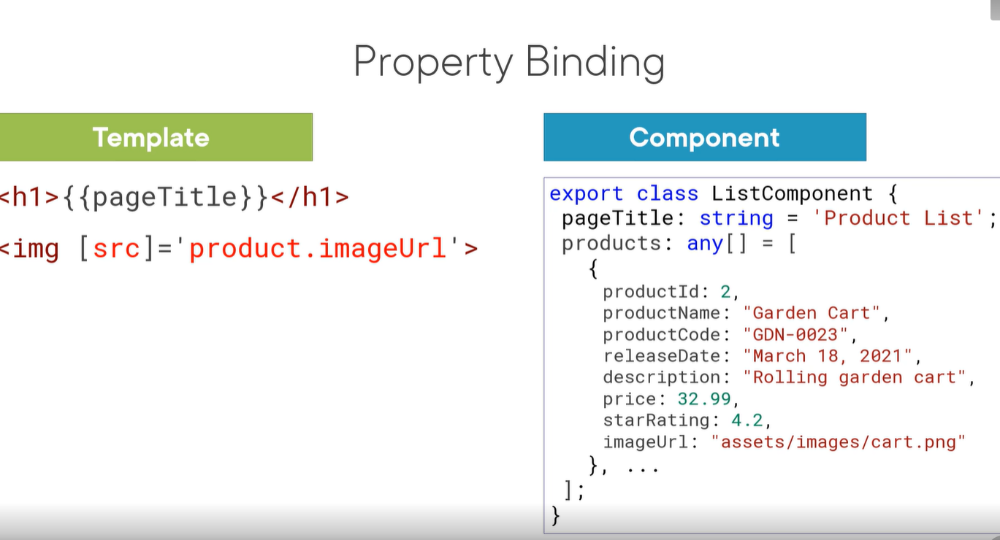 Property Binding
Template
<h1>{{pageTitle}}</h1>
<img [src]='product.imageUrl'>
Component
export class ListComponent {
pageTitle: string = 'Product List';
products: any[] = [
{
productId: 2,
productName: "Garden Cart",
productCode: "GDN-0023",
releaseDate: "March 18, 2021",
description: "Rolling garden cart",
price: 32.99,
starRating: 4.2,
imageUrl: "assets/images/cart.png"
}, ...
];
}